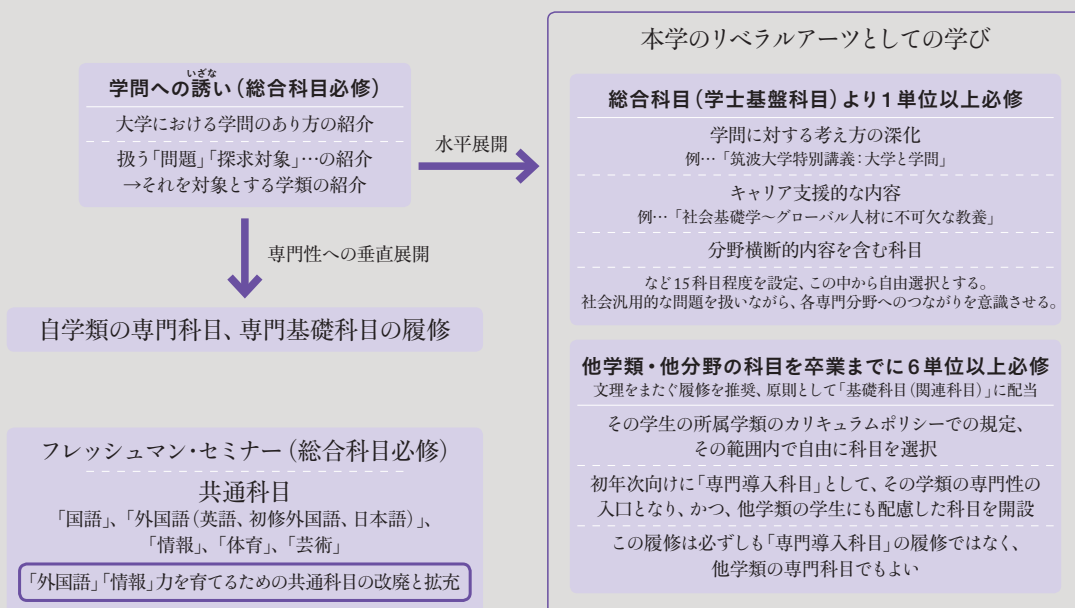 学問への誘い(総合科目必修)
いざな
大学における学問のあり方の紹介
扱う「問題」「探求対象」…の紹介
→それを対象とする学類の紹介
水平展開
専門性への垂直展開
自学類の専門科目、専門基礎科目の履修
フレッシュマン・セミナー(総合科目必修)
共通科目
「国語」、「外国語(英語、初修外国語、日本語)」、
「情報」、「体育」、「芸術」
「外国語」「情報」力を育てるための共通科目の改廃と拡充
本学のリベラルアーツとしての学び
総合科目(学士基盤科目)より1単位以上必修
学問に対する考え方の深化
例…「筑波大学特別講義:大学と学問」
キャリア支援的な内容
例…「社会基礎学～グローバル人材に不可欠な教養」
分野横断的内容を含む科目
など15科目程度を設定、この中から自由選択とする。
社会汎用的な問題を扱いながら、各専門分野へのつながりを意識させる。
他学類・他分野の科目を卒業までに6単位以上必修
文理をまたぐ履修を推奨、原則として「基礎科目(関連科目)」に配当
その学生の所属学類のカリキュラムポリシーでの規定、
その範囲内で自由に科目を選択
初年次向けに「専門導入科目」として、その学類の専門性の
入口となり、かつ、他学類の学生にも配慮した科目を開設
この履修は必ずしも「専門導入科目」の履修ではなく、
他学類の専門科目でもよい